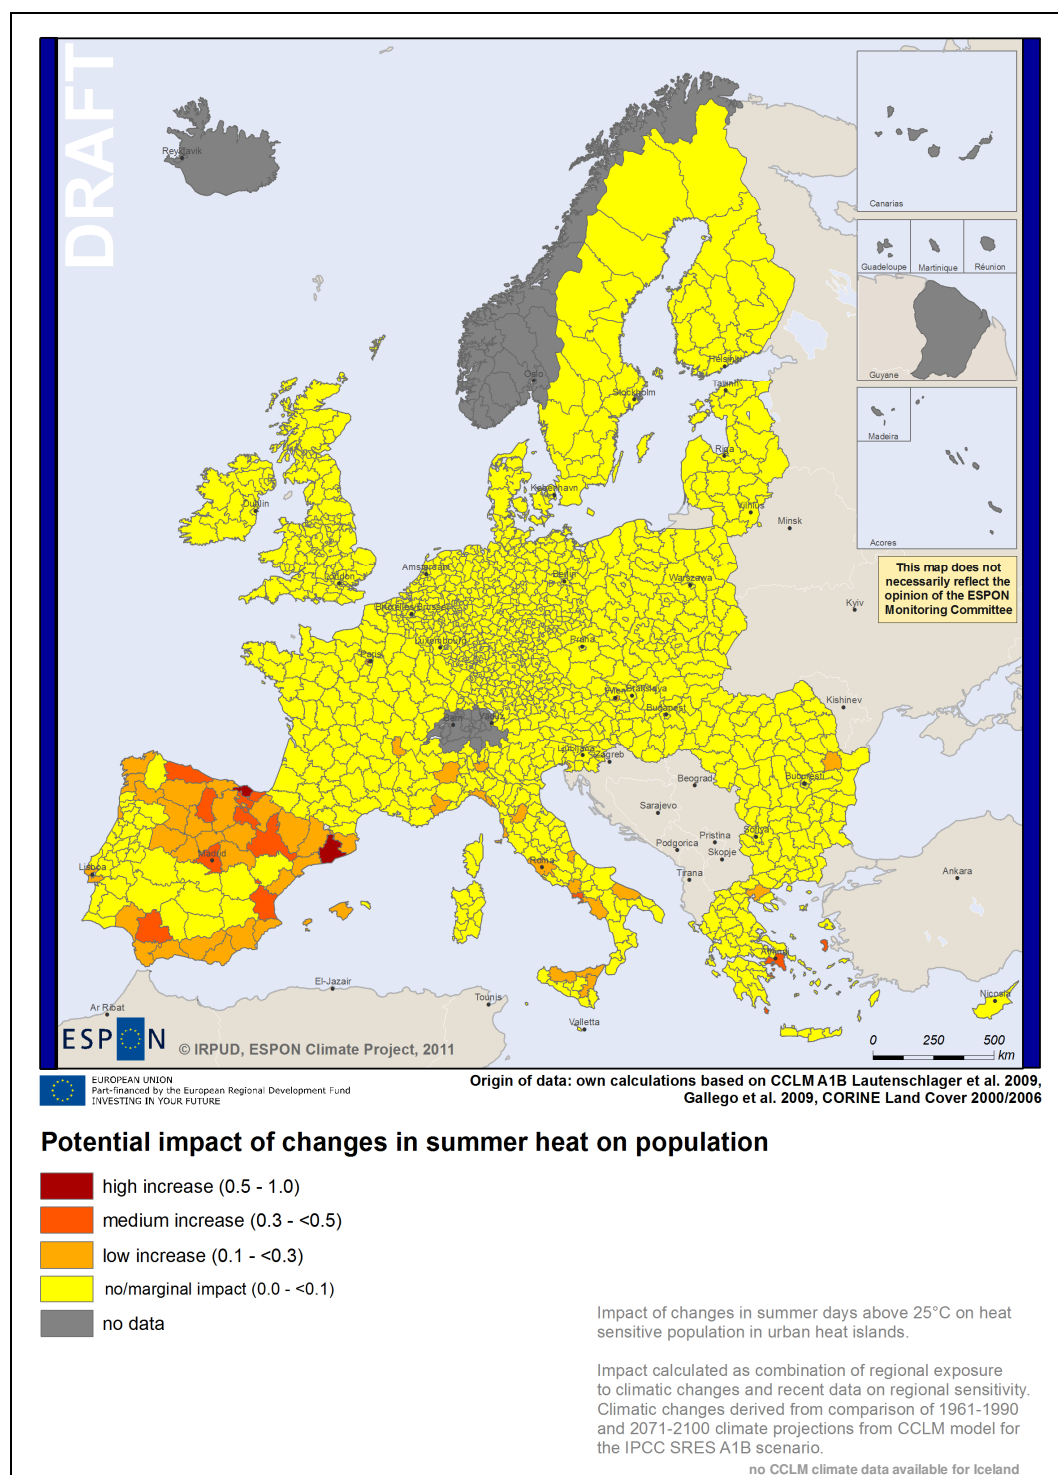 DRAFT
Reykjavik
Canarias
Guadeloupe
Martinique
Réunion
Guyane
Madeira
Acores
Oslo
Helsinki
Tallinn
Stockholm
Riga
København
Dublin
Vilnius
Minsk
London
Amsterdam
Berlin
Warszawa
This map does not
necessarily reflect the
opinion of the ESPON
Monitoring Committee
Bruxelles/Brussel
Kyiv
Luxembourg
Praha
Paris
Wien
Bratislava
Budapest
Kishinev
Bern
Vaduz
Ljubljana
Zagreb
Beograd
Bucuresti
Sarajevo
Pristina
Sofiya
Podgorica
Skopje
Tirana
Ankara
Madrid
Lisboa
Roma
Athinai
Nicosia
El-Jazair
Tounis
Ar Ribat
Valletta
ESPON
© IRPUD, ESPON Climate Project, 2011
0 250 500
km
EUROPEAN UNION
Part-financed by the European Regional Development Fund
INVESTING IN YOUR FUTURE
Origin of data: own calculations based on CCLM A1B Lautenschlager et al. 2009,
Gallego et al. 2009, CORINE Land Cover 2000/2006
Potential impact of changes in summer heat on population
high increase (0.5 - 1.0)
medium increase (0.3 - <0.5)
low increase (0.1 - <0.3)
no/marginal impact (0.0 - <0.1)
no data
Impact of changes in summer days above 25°C on heat
sensitive population in urban heat islands.
Impact calculated as combination of regional exposure
to climatic changes and recent data on regional sensitivity.
Climatic changes derived from comparison of 1961-1990
and 2071-2100 climate projections from CCLM model for
the IPCC SRES A1B scenario.
no CCLM climate data available for Iceland